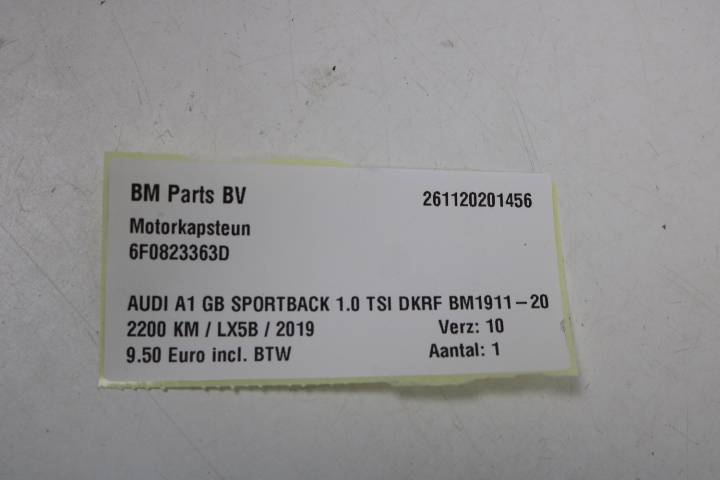 BM Parts BV 261120201456
Motorkapsteun
6F0823363D
AUDI A1 GB SPORTBACK 1.0 TSI DKRF BM1911-20
2200 KM / LX5B / 2019 Verz: 10
9.50 Euro incl. BTW Aantal: 1